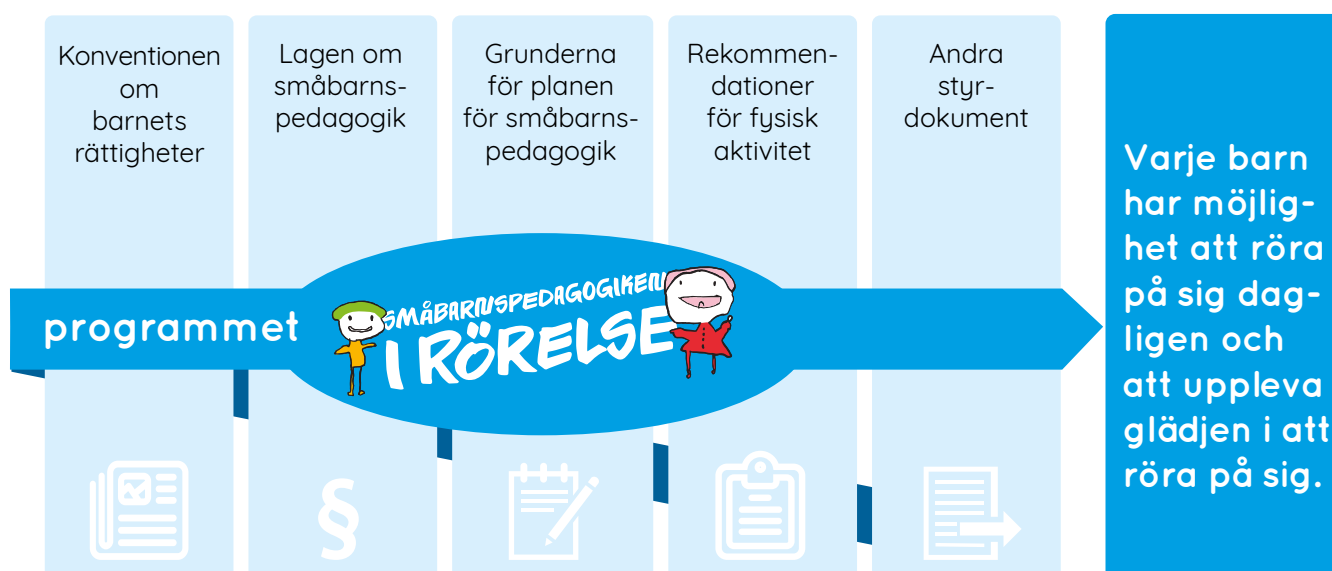 Konventionen
om
barnets
rättigheter
Lagen om
småbarns-
pedagogik
Grunderna
för planen
för småbarns-
pedagogik
Rekommen-
dationer
för fysisk
aktivitet
Andra
styr-
dokument
programmet
SMÅBARNSPEDAGOGIKEN
I RÖRELSE
§
Varje barn
har möjlig-
het att röra
på sig dag-
ligen och
att uppleva
glädjen i att
röra på sig.